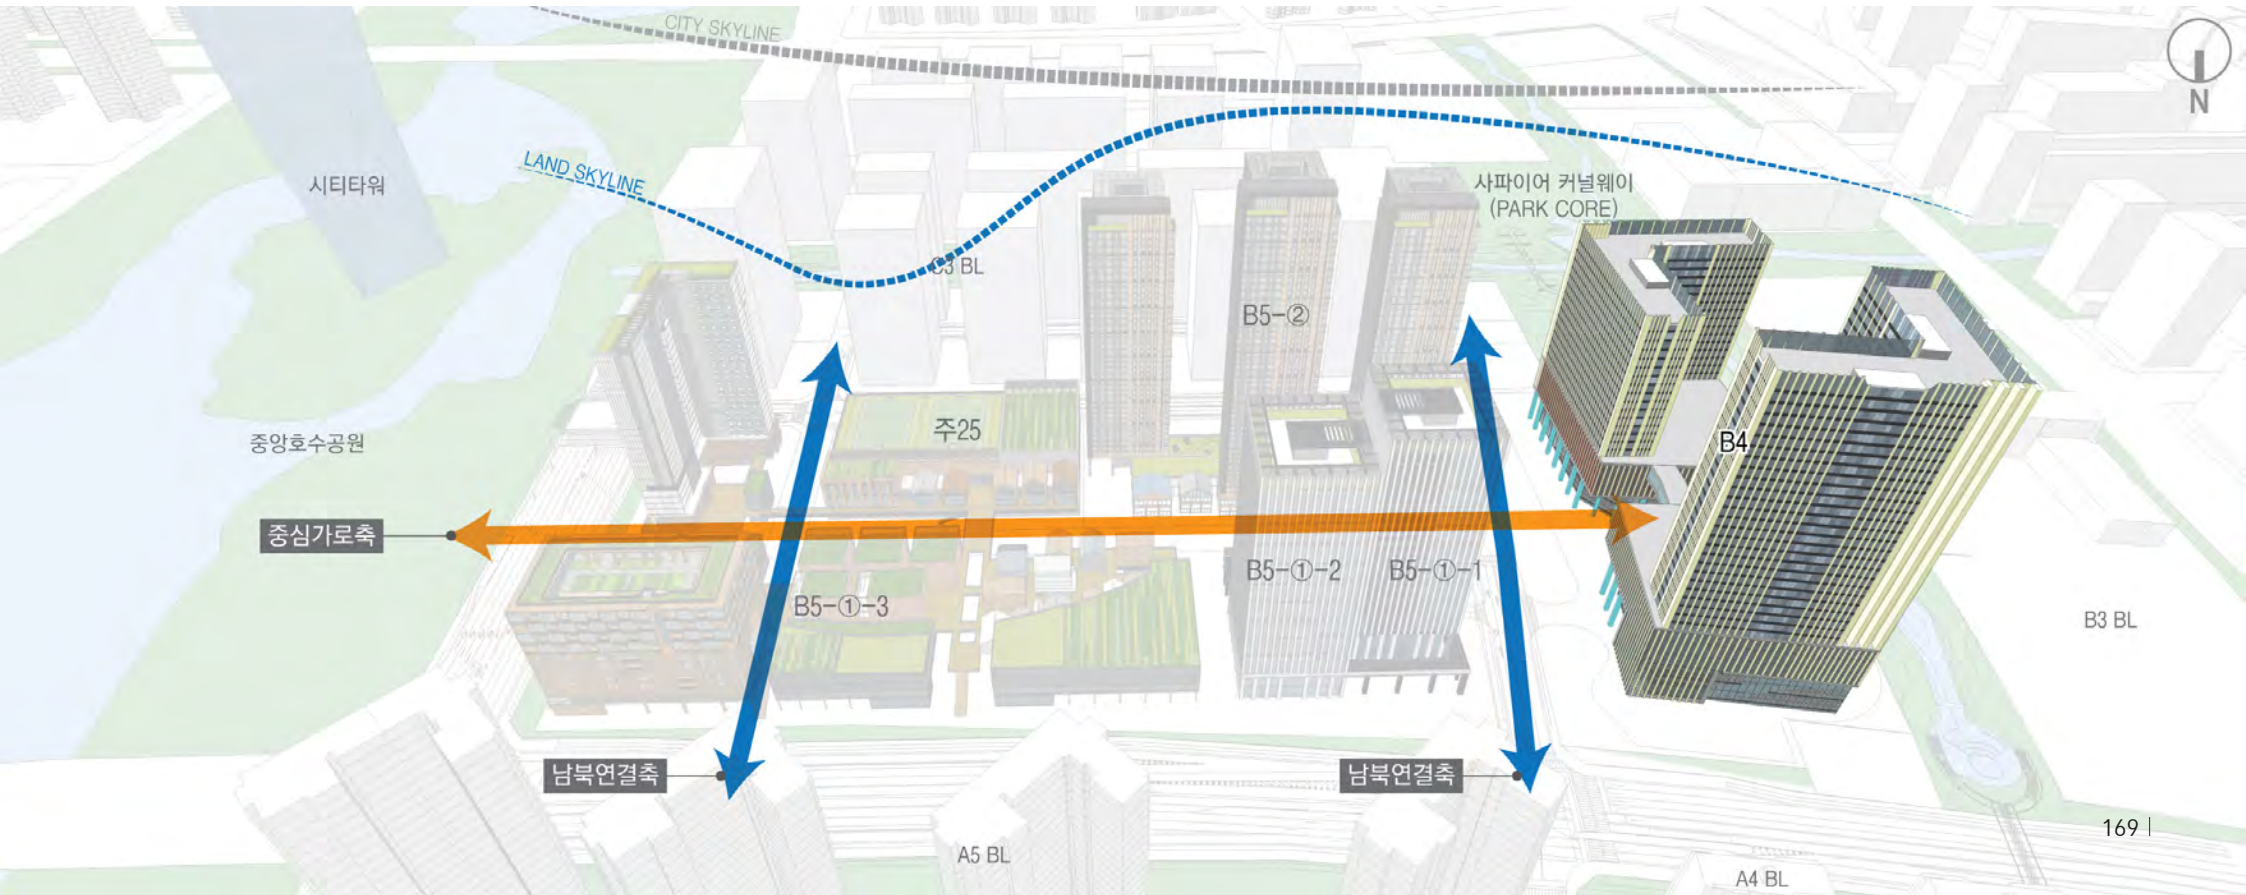 CITY SKYLINE
N
LAND SKYLINE
시티타워
사파이어 커널웨이
(PARK CORE)
C3 BL
B5-②
중앙호수공원
주25
B4
중심가로축
B5-①-2
B5-①-1
B5-①-3
B3 BL
남북연결축
남북연결축
169
A5 BL
A4 BL